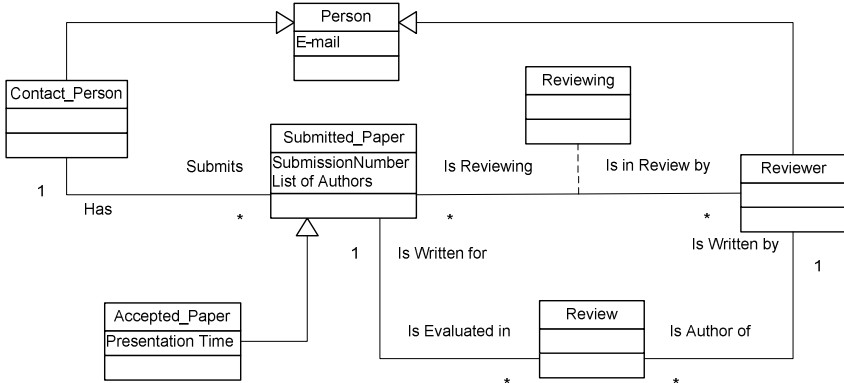 Person
E-mail
Contact_Person
Reviewing
Submitted_Paper
SubmissionNumber
List of Authors
Submits
Is Reviewing
Is in Review by
Reviewer
1
Has
*
*
*
Is Written by
1
Is Written for
1
Accepted_Paper
Presentation Time
Is Evaluated in
Review
Is Author of
*
*